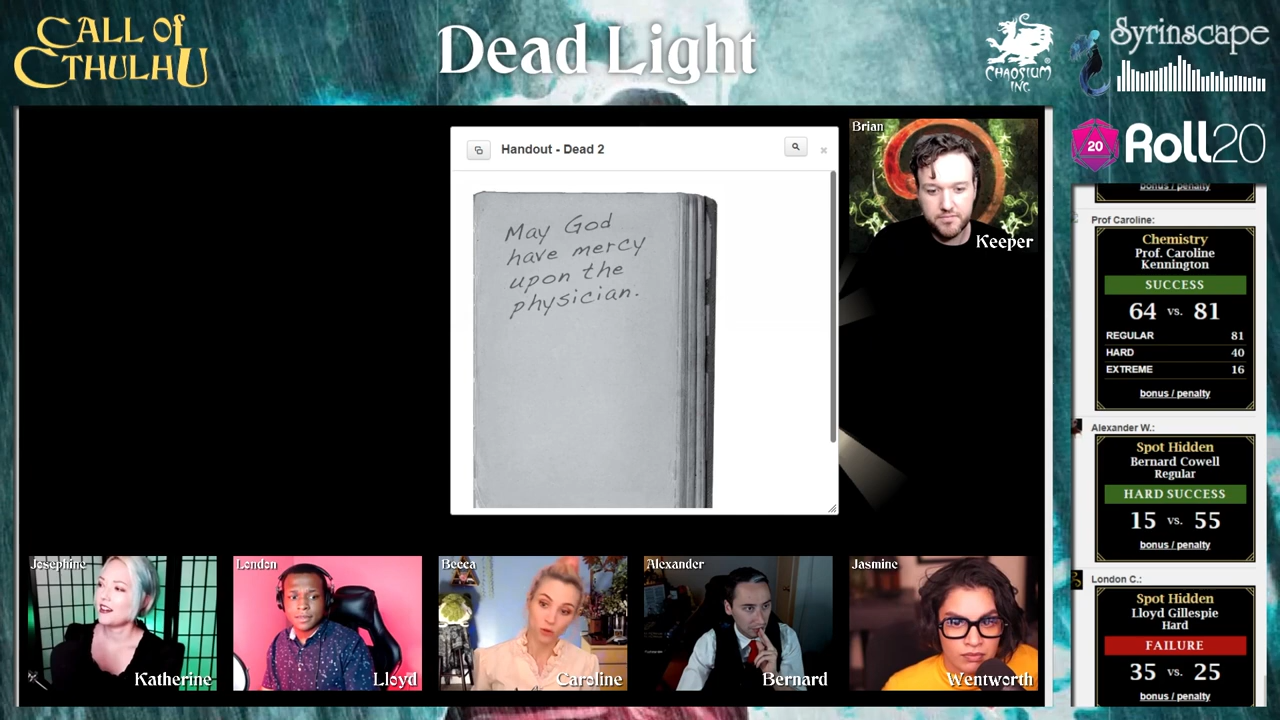 CALL of
CTHULHU
Dead Light
CHAOSIUM
INC
Syrinscape
20
Roll20
Handout - Dead 2
May God
have mercy
upon the
physician.
Brian
Keeper
Josephine
Katherine
London
Lloyd
Becca
Caroline
Alexander
Bernard
Jasmine
Wentworth
bonus / penalty
Prof Caroline:
Chemistry
Prof. Caroline
Kennington
SUCCESS
64 vs. 81
REGULAR 81
HARD 40
EXTREME 16
bonus / penalty
Alexander W.:
Spot Hidden
Bernard Cowell
Regular
HARD SUCCESS
15 vs. 55
bonus / penalty
London C.:
Spot Hidden
Lloyd Gillespie
Hard
FAILURE
35 vs. 25
bonus / penalty